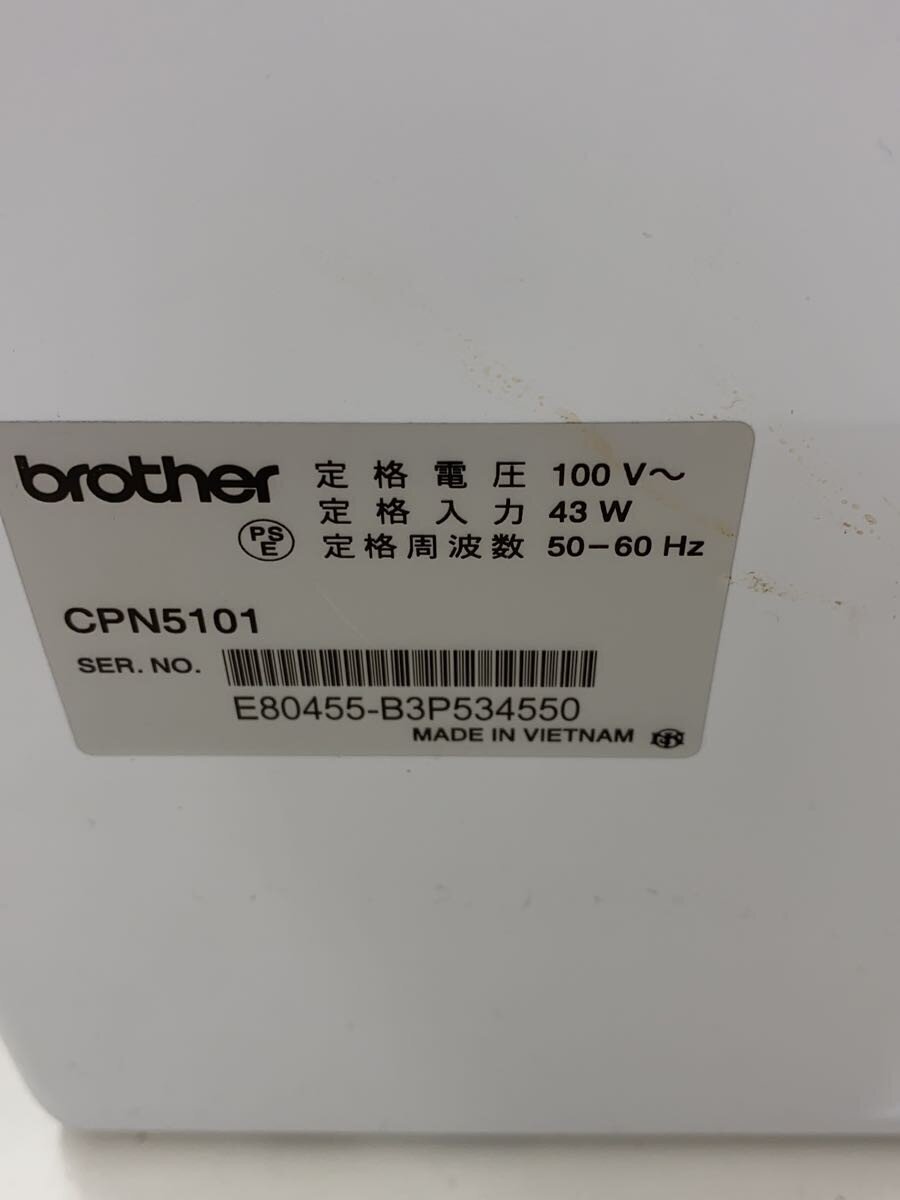 brother
定格電圧 100 V～
定格入力 43 W
PSE
定格周波数 50-60 Hz
CPN5101
SER. NO.
E80455-B3P534550
MADE IN VIETNAM